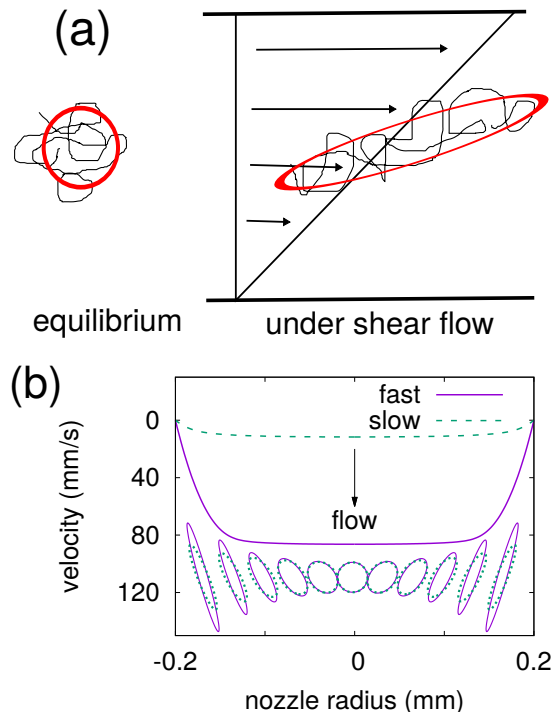 (a)
equilibrium
under shear flow
(b)
fast
slow
flow
velocity (mm/s)
0
40
80
120
-0.2
0
0.2
nozzle radius (mm)